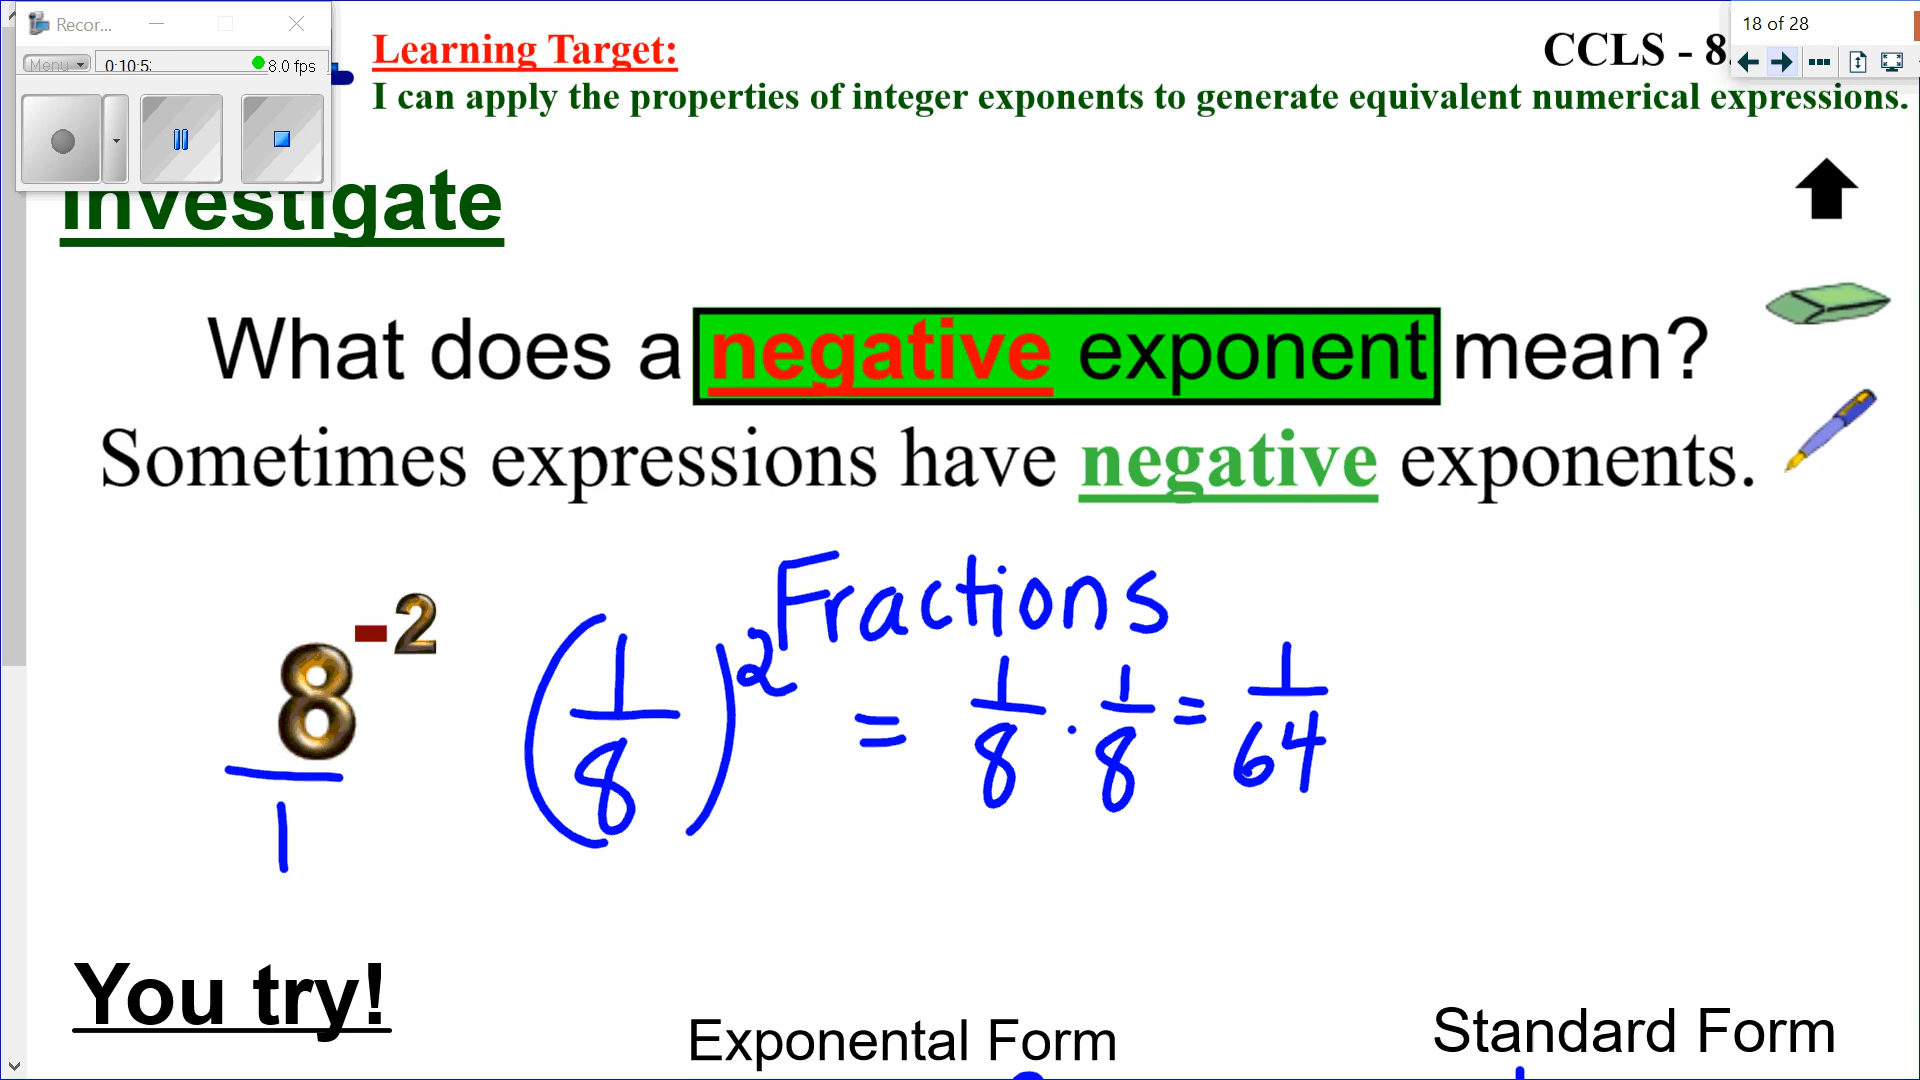 Recor...
18 of 28
Menu
0:10:5
8.0 fps
Learning Target:
CCLS - 8
I can apply the properties of integer exponents to generate equivalent numerical expressions.
Investigate
What does a negative exponent mean?
Sometimes expressions have negative exponents.
Fractions
8^-2 / 1 (1/8)^2 = 1/8 · 1/8 = 1/64
You try!
Exponential Form
Standard Form